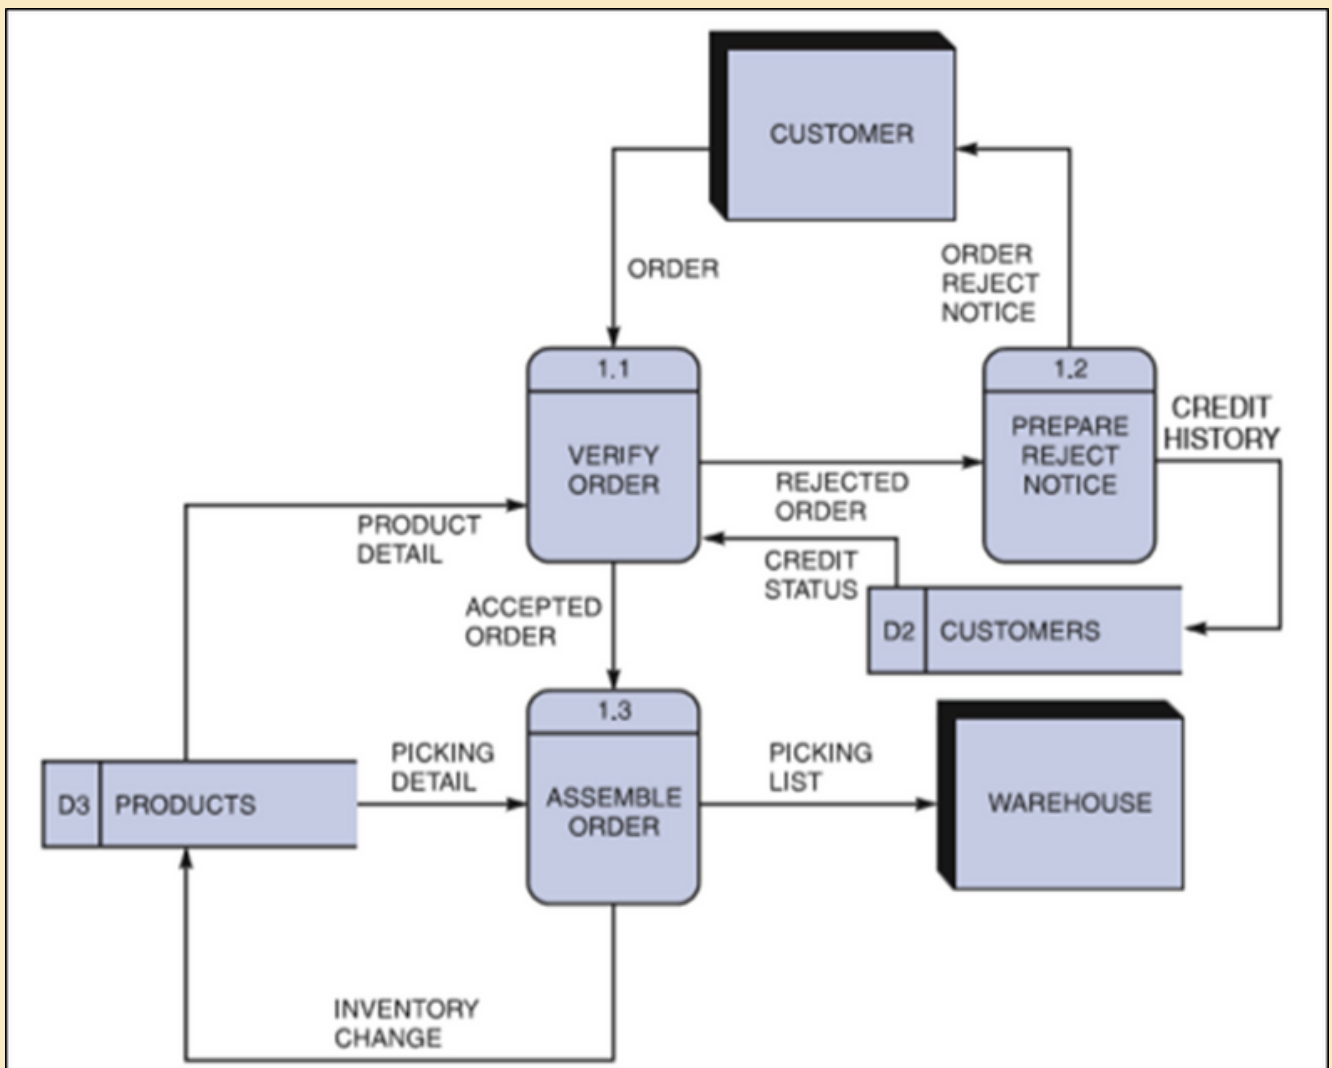 CUSTOMER
ORDER
ORDER
REJECT
NOTICE
1.1
VERIFY
ORDER
1.2
PREPARE
REJECT
NOTICE
CREDIT
HISTORY
REJECTED
ORDER
PRODUCT
DETAIL
CREDIT
STATUS
ACCEPTED
ORDER
D2 CUSTOMERS
1.3
ASSEMBLE
ORDER
PICKING
DETAIL
PICKING
LIST
D3 PRODUCTS
WAREHOUSE
INVENTORY
CHANGE